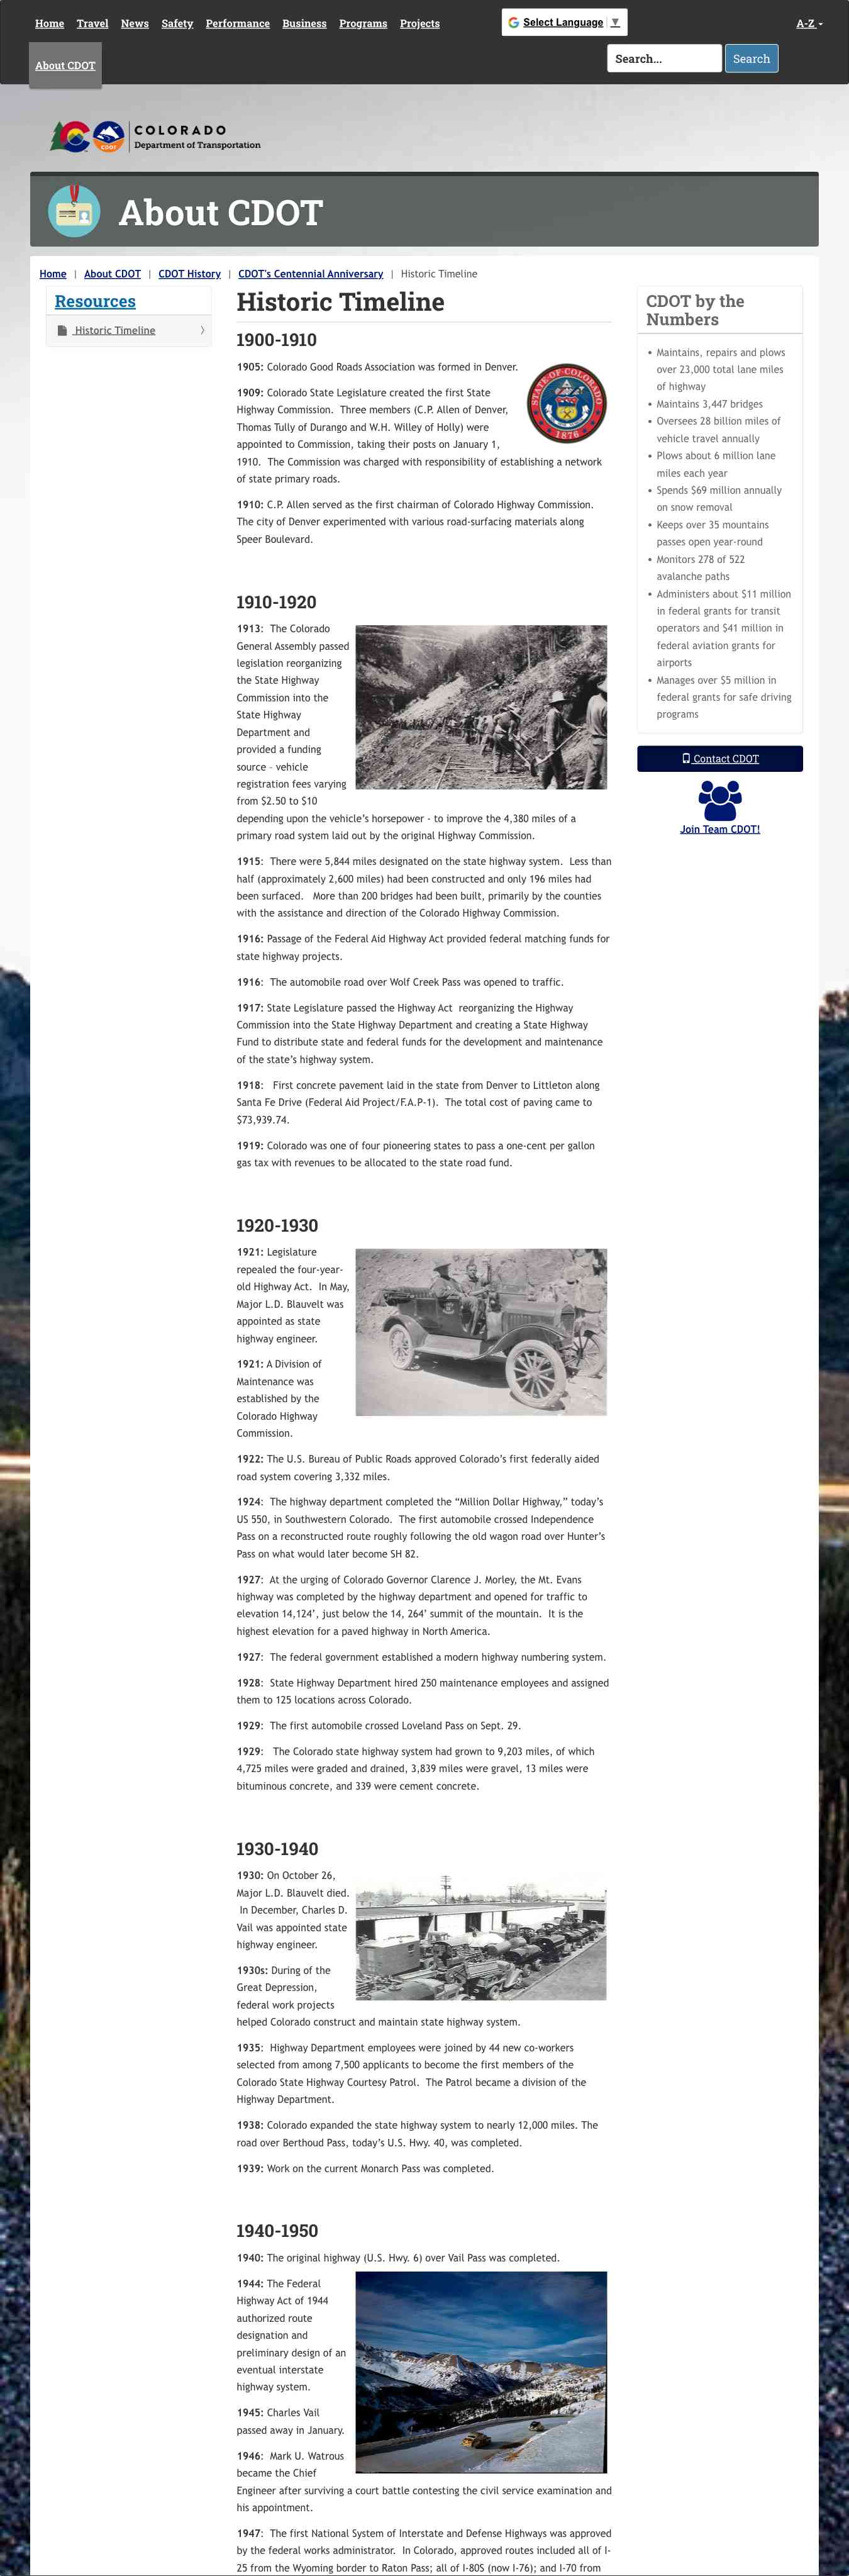 Home Travel News Safety Performance Business Programs Projects
Select Language ▼
A-Z
About CDOT
Search...
Search
COLORADO
Department of Transportation
CDOT
About CDOT
Home | About CDOT | CDOT History | CDOT's Centennial Anniversary | Historic Timeline
Resources
Historic Timeline
Historic Timeline
1900-1910
1905: Colorado Good Roads Association was formed in Denver.
STATE OF COLORADO
1876
1909: Colorado State Legislature created the first State
Highway Commission.  Three members (C.P. Allen of Denver,
Thomas Tully of Durango and W.H. Willey of Holly) were
appointed to Commission, taking their posts on January 1,
1910.  The Commission was charged with responsibility of establishing a network
of state primary roads.
1910: C.P. Allen served as the first chairman of Colorado Highway Commission.
The city of Denver experimented with various road-surfacing materials along
Speer Boulevard.
1910-1920
1913:  The Colorado
General Assembly passed
legislation reorganizing
the State Highway
Commission into the
State Highway
Department and
provided a funding
source – vehicle
registration fees varying
from $2.50 to $10
depending upon the vehicle’s horsepower - to improve the 4,380 miles of a
primary road system laid out by the original Highway Commission.
1915:  There were 5,844 miles designated on the state highway system.  Less than
half (approximately 2,600 miles) had been constructed and only 196 miles had
been surfaced.   More than 200 bridges had been built, primarily by the counties
with the assistance and direction of the Colorado Highway Commission.
1916: Passage of the Federal Aid Highway Act provided federal matching funds for
state highway projects.
1916:  The automobile road over Wolf Creek Pass was opened to traffic.
1917: State Legislature passed the Highway Act  reorganizing the Highway
Commission into the State Highway Department and creating a State Highway
Fund to distribute state and federal funds for the development and maintenance
of the state’s highway system.
1918:   First concrete pavement laid in the state from Denver to Littleton along
Santa Fe Drive (Federal Aid Project/F.A.P-1).  The total cost of paving came to
$73,939.74.
1919: Colorado was one of four pioneering states to pass a one-cent per gallon
gas tax with revenues to be allocated to the state road fund.
1920-1930
1921: Legislature
repealed the four-year-
old Highway Act.  In May,
Major L.D. Blauvelt was
appointed as state
highway engineer.
1921: A Division of
Maintenance was
established by the
Colorado Highway
Commission.
1922: The U.S. Bureau of Public Roads approved Colorado’s first federally aided
road system covering 3,332 miles.
1924:  The highway department completed the “Million Dollar Highway,” today’s
US 550, in Southwestern Colorado.  The first automobile crossed Independence
Pass on a reconstructed route roughly following the old wagon road over Hunter’s
Pass on what would later become SH 82.
1927:  At the urging of Colorado Governor Clarence J. Morley, the Mt. Evans
highway was completed by the highway department and opened for traffic to
elevation 14,124’, just below the 14, 264’ summit of the mountain.  It is the
highest elevation for a paved highway in North America.
1927:  The federal government established a modern highway numbering system.
1928:  State Highway Department hired 250 maintenance employees and assigned
them to 125 locations across Colorado.
1929:  The first automobile crossed Loveland Pass on Sept. 29.
1929:   The Colorado state highway system had grown to 9,203 miles, of which
4,725 miles were graded and drained, 3,839 miles were gravel, 13 miles were
bituminous concrete, and 339 were cement concrete.
1930-1940
1930: On October 26,
Major L.D. Blauvelt died.
In December, Charles D.
Vail was appointed state
highway engineer.
1930s: During of the
Great Depression,
federal work projects
helped Colorado construct and maintain state highway system.
1935:  Highway Department employees were joined by 44 new co-workers
selected from among 7,500 applicants to become the first members of the
Colorado State Highway Courtesy Patrol.  The Patrol became a division of the
Highway Department.
1938: Colorado expanded the state highway system to nearly 12,000 miles. The
road over Berthoud Pass, today’s U.S. Hwy. 40, was completed.
1939: Work on the current Monarch Pass was completed.
1940-1950
1940: The original highway (U.S. Hwy. 6) over Vail Pass was completed.
1944: The Federal
Highway Act of 1944
authorized route
designation and
preliminary design of an
eventual interstate
highway system.
1945: Charles Vail
passed away in January.
1946:  Mark U. Watrous
became the Chief
Engineer after surviving a court battle contesting the civil service examination and
his appointment.
1947:  The first National System of Interstate and Defense Highways was approved
by the federal works administrator.  In Colorado, approved routes included all of I-
25 from the Wyoming border to Raton Pass; all of I-80S (now I-76); and I-70 from
CDOT by the
Numbers
• Maintains, repairs and plows
over 23,000 total lane miles
of highway
• Maintains 3,447 bridges
• Oversees 28 billion miles of
vehicle travel annually
• Plows about 6 million lane
miles each year
• Spends $69 million annually
on snow removal
• Keeps over 35 mountains
passes open year-round
• Monitors 278 of 522
avalanche paths
• Administers about $11 million
in federal grants for transit
operators and $41 million in
federal aviation grants for
airports
• Manages over $5 million in
federal grants for safe driving
programs
Contact CDOT
Join Team CDOT!